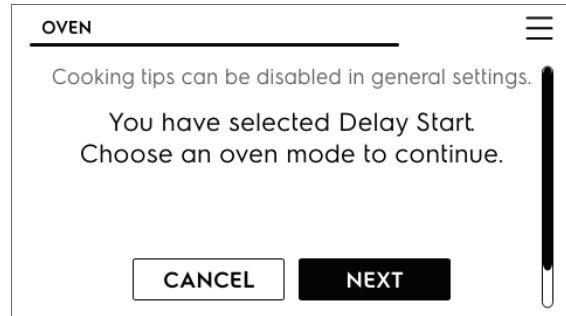 OVEN
Cooking tips can be disabled in general settings.
You have selected Delay Start.
Choose an oven mode to continue.
CANCEL NEXT